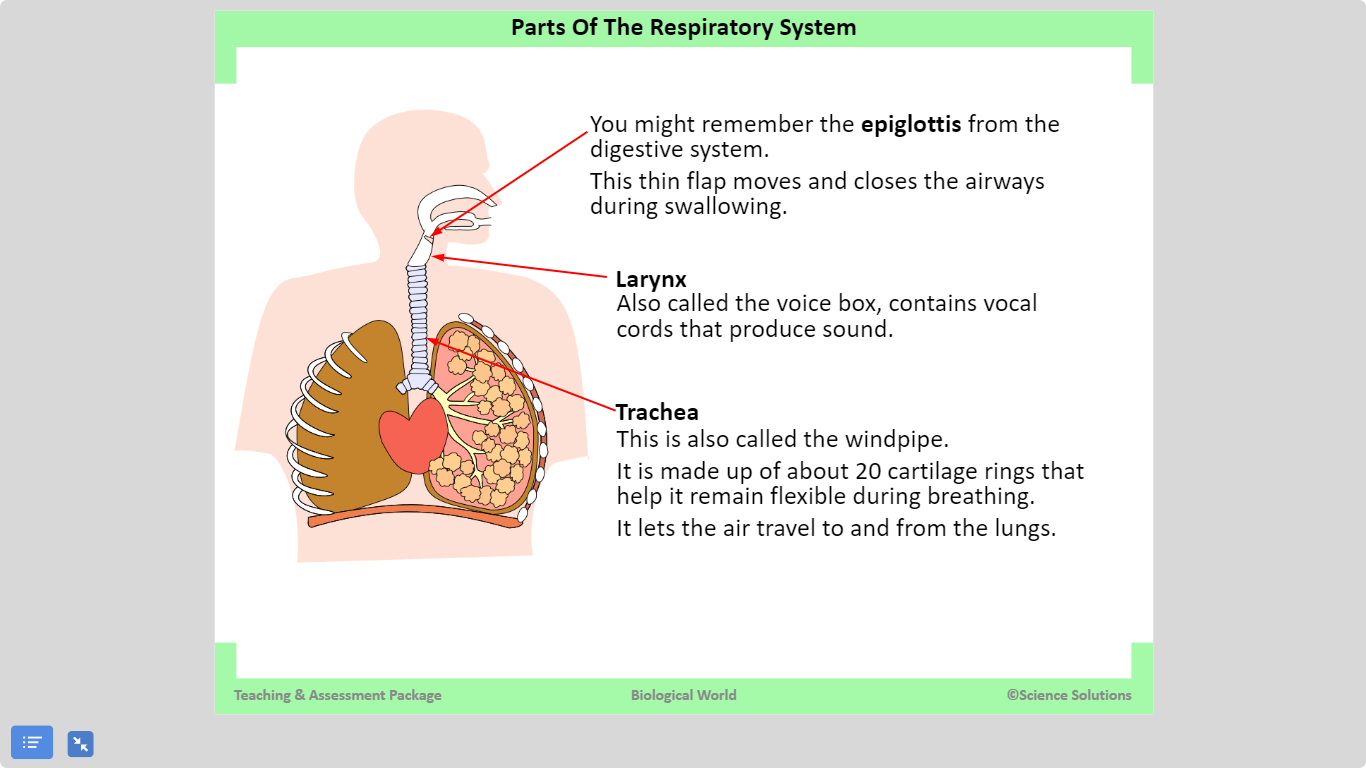 Parts Of The Respiratory System
You might remember the epiglottis from the
digestive system.
This thin flap moves and closes the airways
during swallowing.
Larynx
Also called the voice box, contains vocal
cords that produce sound.
Trachea
This is also called the windpipe.
It is made up of about 20 cartilage rings that
help it remain flexible during breathing.
It lets the air travel to and from the lungs.
Teaching & Assessment Package
Biological World
©Science Solutions